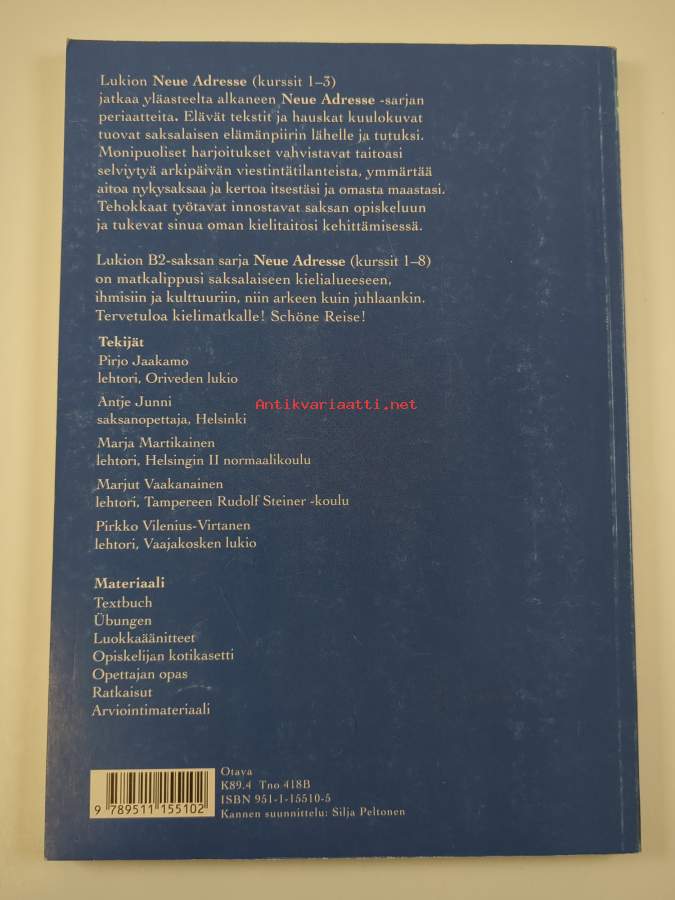 Lukion Neue Adresse (kurssit 1–3)
jatkaa yläasteelta alkaneen Neue Adresse -sarjan
periaatteita. Elävät tekstit ja hauskat kuulokuvat
tuovat saksalaisen elämänpiirin lähelle ja tutuksi.
Monipuoliset harjoitukset vahvistavat taitoasi
selviytyä arkipäivän viestintätilanteista, ymmärtää
aitoa nykysaksaa ja kertoa itsestäsi ja omasta maastasi.
Tehokkaat työtavat innostavat saksan opiskeluun
ja tukevat sinua oman kielitaitosi kehittämisessä.
Lukion B2-saksan sarja Neue Adresse (kurssit 1–8)
on matkalippusi saksalaiseen kielialueeseen,
ihmisiin ja kulttuuriin, niin arkeen kuin juhlaankin.
Tervetuloa kielimatkalle! Schöne Reise!
Tekijät
Pirjo Jaakamo
lehtori, Oriveden lukio
Antje Junni
saksanopettaja, Helsinki
Antikvariaatti.net
Marja Martikainen
lehtori, Helsingin II normaalikoulu
Marjut Vaakanainen
lehtori, Tampereen Rudolf Steiner -koulu
Pirkko Vilenius-Virtanen
lehtori, Vaajakosken lukio
Materiaali
Textbuch
Übungen
Luokkaäänitteet
Opiskelijan kotikasetti
Opettajan opas
Ratkaisut
Arviointimateriaali
Otava
K89.4 Tno 418B
ISBN 951-1-15510-5
Kannen suunnittelu: Silja Peltonen
9 789511 155102